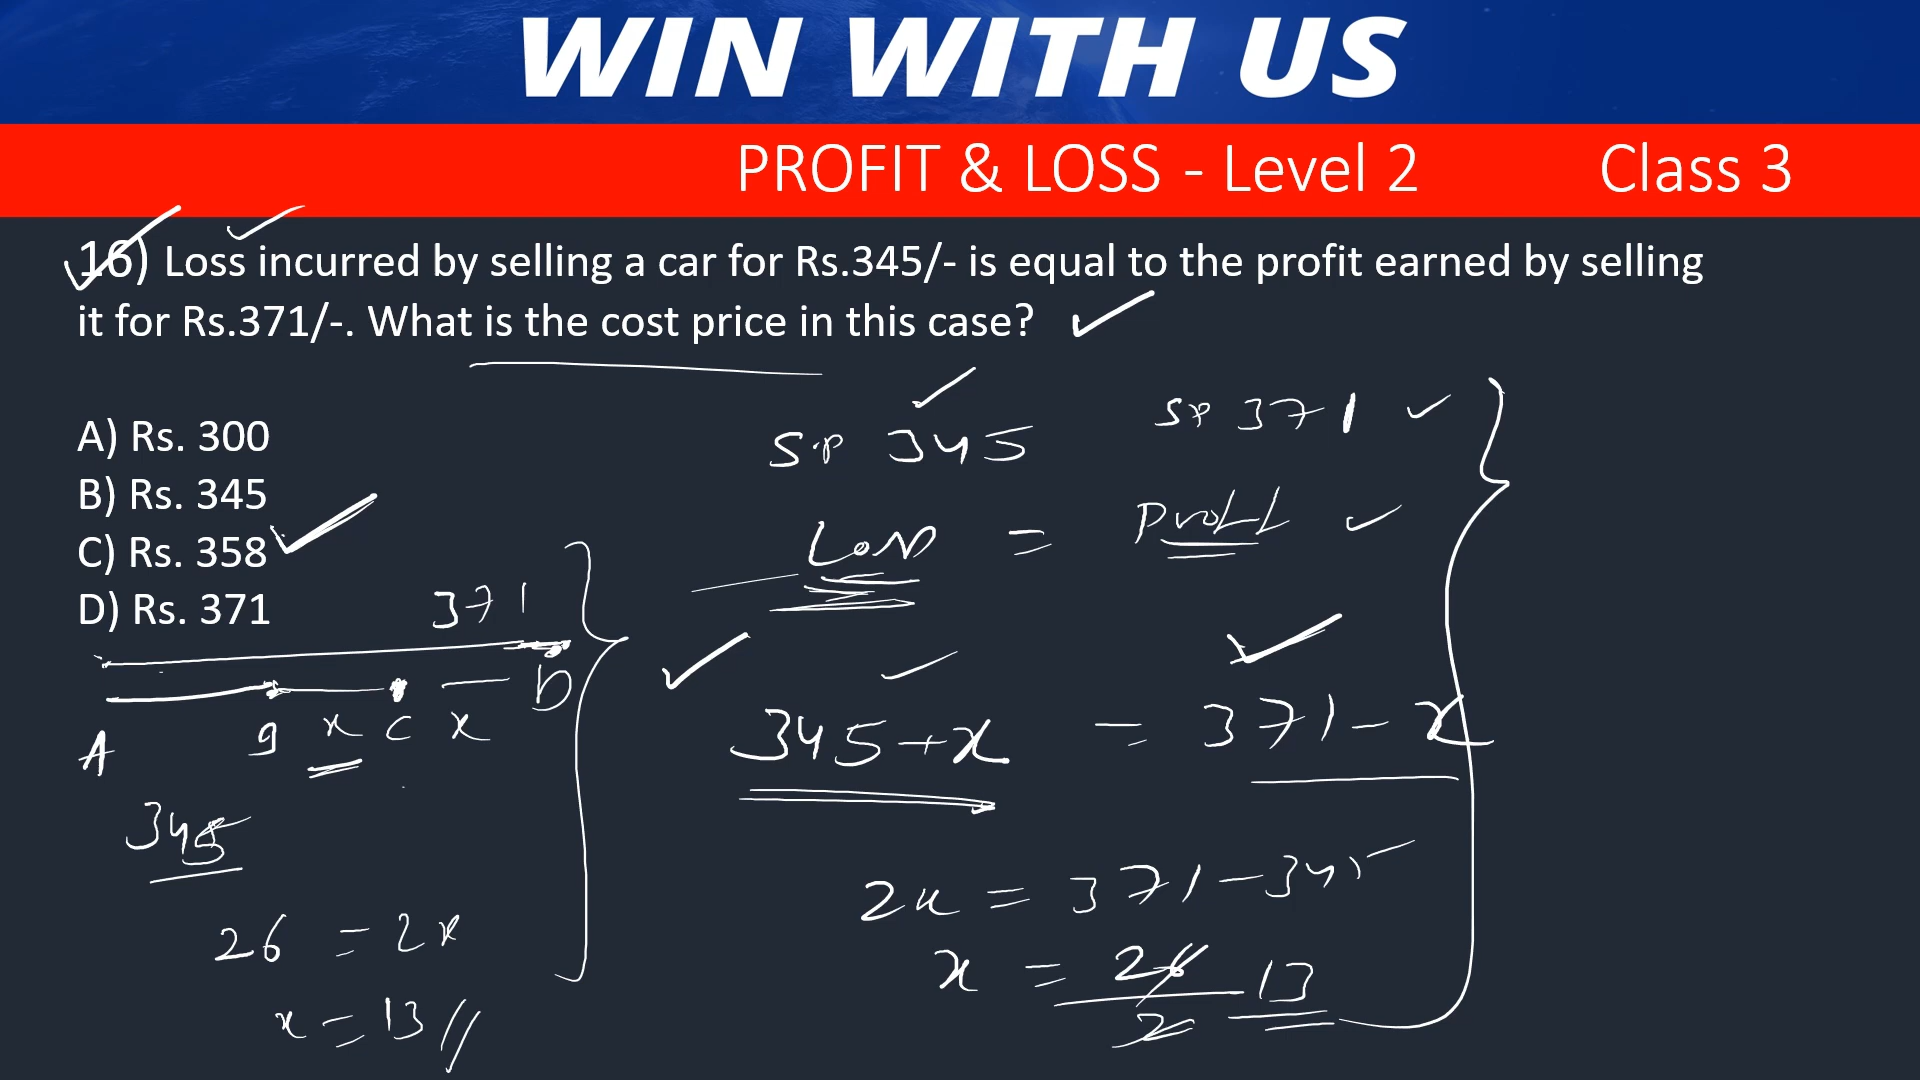 WIN WITH US
PROFIT & LOSS - Level 2 Class 3
16) Loss incurred by selling a car for Rs.345/- is equal to the profit earned by selling
it for Rs.371/-. What is the cost price in this case?
A) Rs. 300
B) Rs. 345
C) Rs. 358
D) Rs. 371
371
A x c x D
345
26 = 2x
x = 13
SP 345 SP 371
Loss = Profit
345 + x = 371 - x
2x = 371 - 345
x = 26/2 13